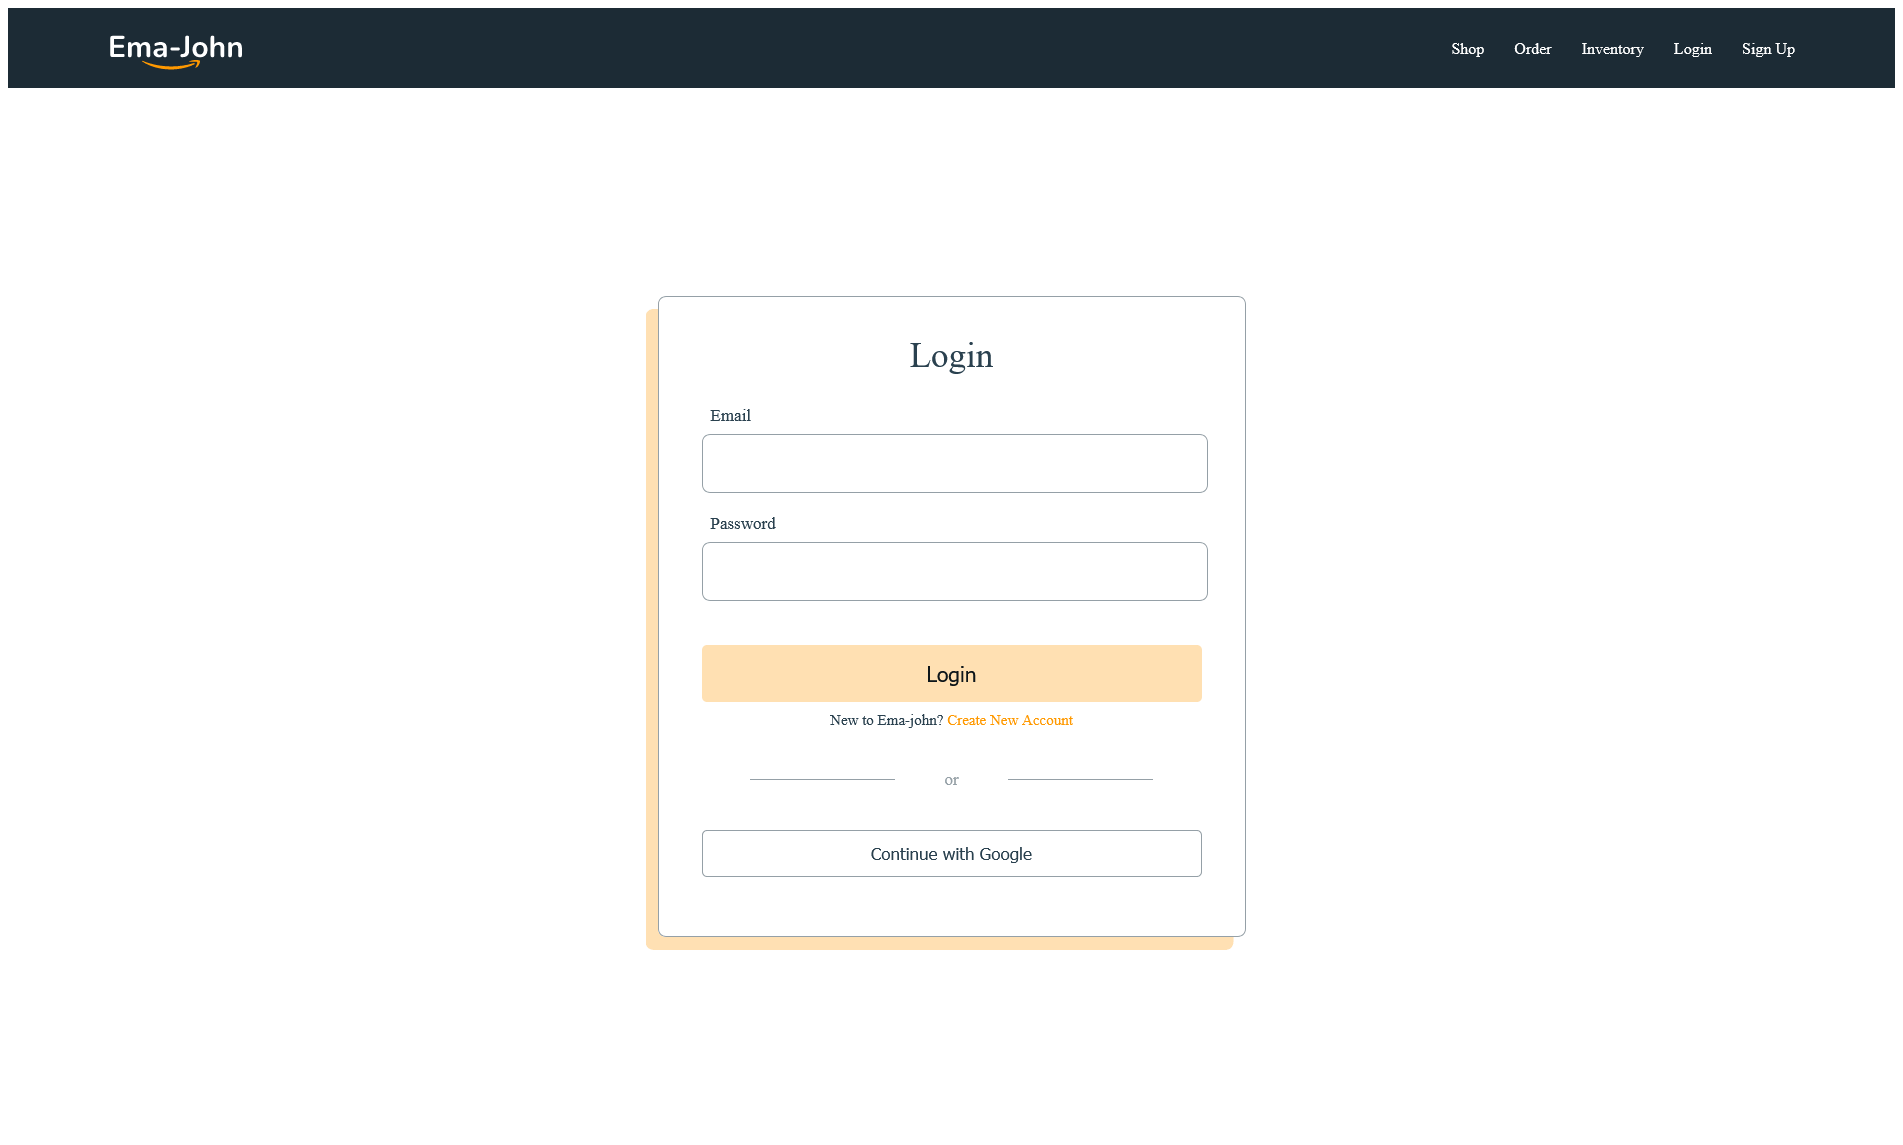 Ema-John
Shop Order Inventory Login Sign Up
Login
Email
Password
Login
New to Ema-john? Create New Account
or
Continue with Google